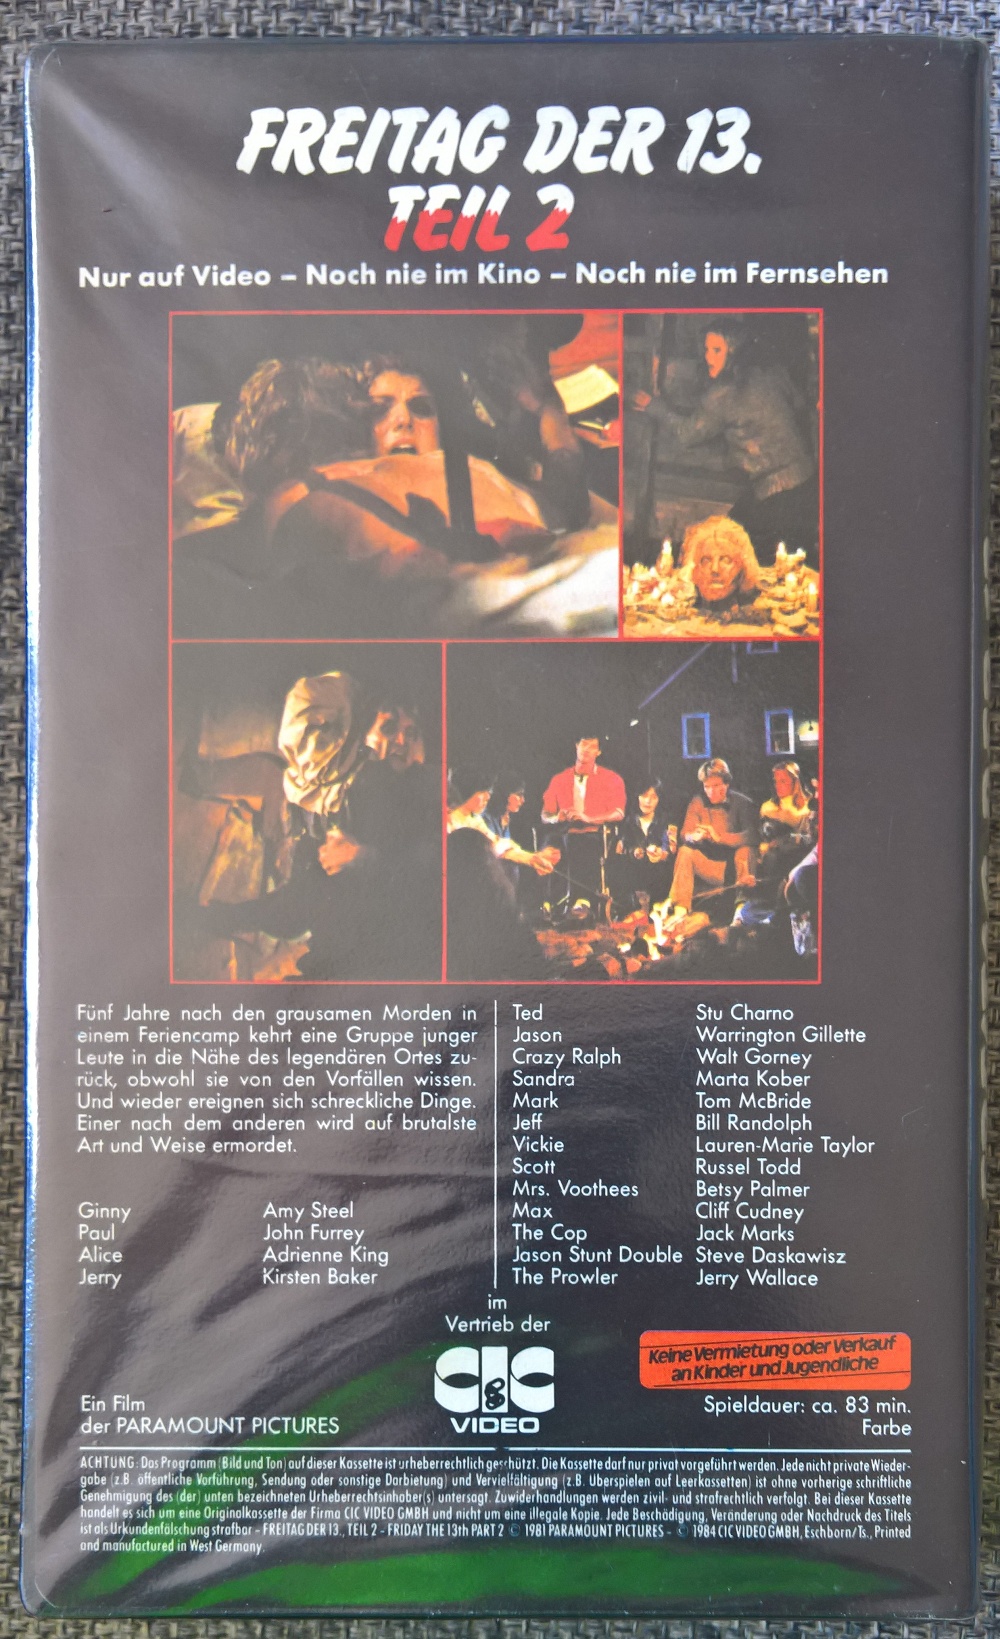 FREITAG DER 13.
TEIL 2
Nur auf Video – Noch nie im Kino – Noch nie im Fernsehen
Fünf Jahre nach den grausamen Morden in
einem Feriencamp kehrt eine Gruppe junger
Leute in die Nähe des legendären Ortes zu-
rück, obwohl sie von den Vorfällen wissen.
Und wieder ereignen sich schreckliche Dinge.
Einer nach dem anderen wird auf brutalste
Art und Weise ermordet.
Ginny Amy Steel
Paul John Furrey
Alice Adrienne King
Jerry Kirsten Baker
Ted Stu Charno
Jason Warrington Gillette
Crazy Ralph Walt Gorney
Sandra Marta Kober
Mark Tom McBride
Jeff Bill Randolph
Vickie Lauren-Marie Taylor
Scott Russel Todd
Mrs. Voothees Betsy Palmer
Max Cliff Cudney
The Cop Jack Marks
Jason Stunt Double Steve Daskawisz
The Prowler Jerry Wallace
im
Vertrieb der
CIC
VIDEO
Keine Vermietung oder Verkauf
an Kinder und Jugendliche
Ein Film
der PARAMOUNT PICTURES
Spieldauer: ca. 83 min.
Farbe
ACHTUNG: Das Programm (Bild und Ton) auf dieser Kassette ist urheberrechtlich geschützt. Die Kassette darf nur privat vorgeführt werden. Jede nicht private Wieder-
gabe (z.B. öffentliche Vorführung, Sendung oder sonstige Darbietung) und Vervielfältigung (z.B. Überspielen auf Leerkassetten) ist ohne vorherige schriftliche
Genehmigung des (der) unten bezeichneten Urheberrechtsinhaber(s) untersagt. Zuwiderhandlungen werden zivil- und strafrechtlich verfolgt. Bei dieser Kassette
handelt es sich um eine Originalkassette der Firma CIC VIDEO GMBH und nicht um eine illegale Kopie. Jede Beschädigung, Veränderung oder Nachdruck des Titels
ist als Urkundenfälschung strafbar – FREITAG DER 13., TEIL 2 – FRIDAY THE 13th PART 2 © 1981 PARAMOUNT PICTURES – © 1984 CIC VIDEO GMBH, Eschborn/Ts., Printed
and manufactured in West Germany.